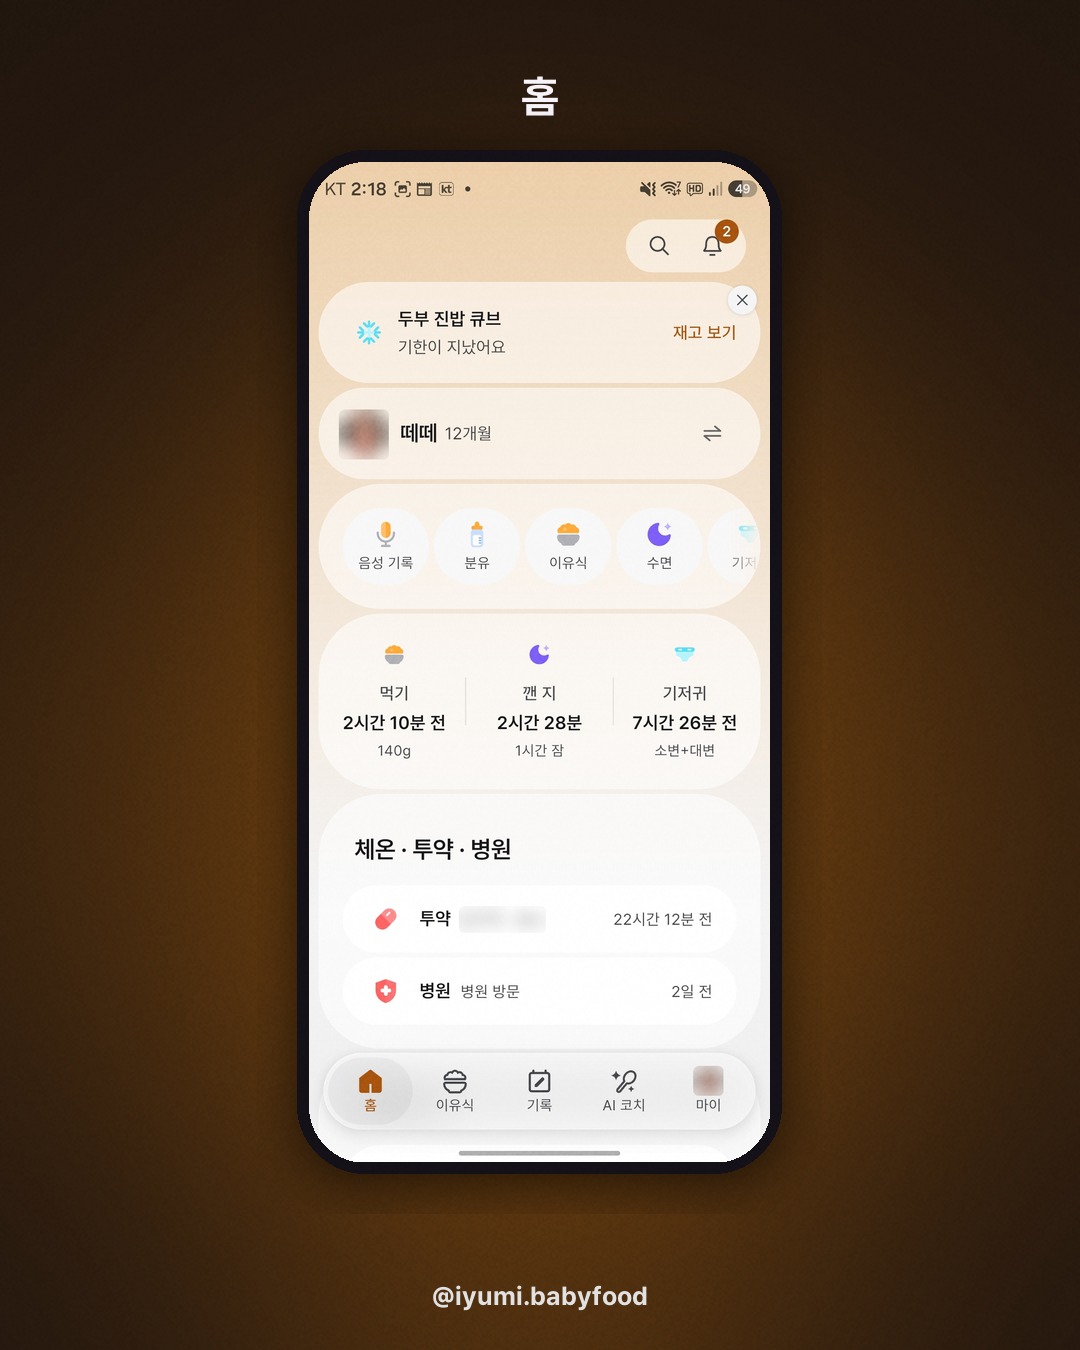 홈
KT 2:18 kt HD 49
2
두부 진밥 큐브
기한이 지났어요
재고 보기
떼떼 12개월
음성 기록
분유
이유식
수면
기저
먹기
2시간 10분 전
140g
깬 지
2시간 28분
1시간 잠
기저귀
7시간 26분 전
소변+대변
체온 · 투약 · 병원
투약
22시간 12분 전
병원 병원 방문
2일 전
홈
이유식
기록
AI 코치
마이
@iyumi.babyfood